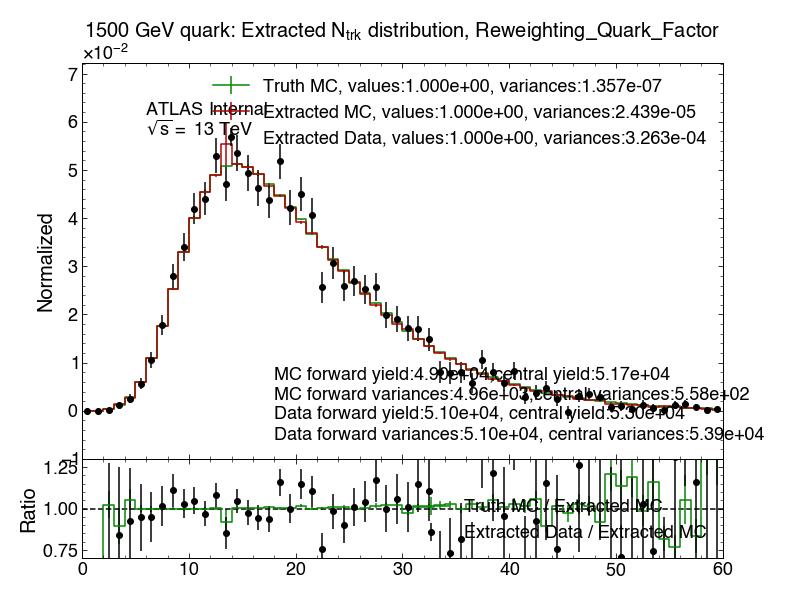 1500 GeV quark: Extracted N_trk distribution, Reweighting_Quark_Factor
×10⁻²
Truth MC, values:1.000e+00, variances:1.357e-07
ATLAS Internal
Extracted MC, values:1.000e+00, variances:2.439e-05
√s = 13 TeV
Extracted Data, values:1.000e+00, variances:3.263e-04
7
6
5
4
3
2
1
0
Normalized
MC forward yield:4.90e+04, central yield:5.17e+04
MC forward variances:4.96e+02, central variances:5.58e+02
Data forward yield:5.10e+04, central yield:5.30e+04
Data forward variances:5.10e+04, central variances:5.39e+04
1.25
1.00
0.75
Ratio
Truth MC / Extracted MC
Extracted Data / Extracted MC
0 10 20 30 40 50 60